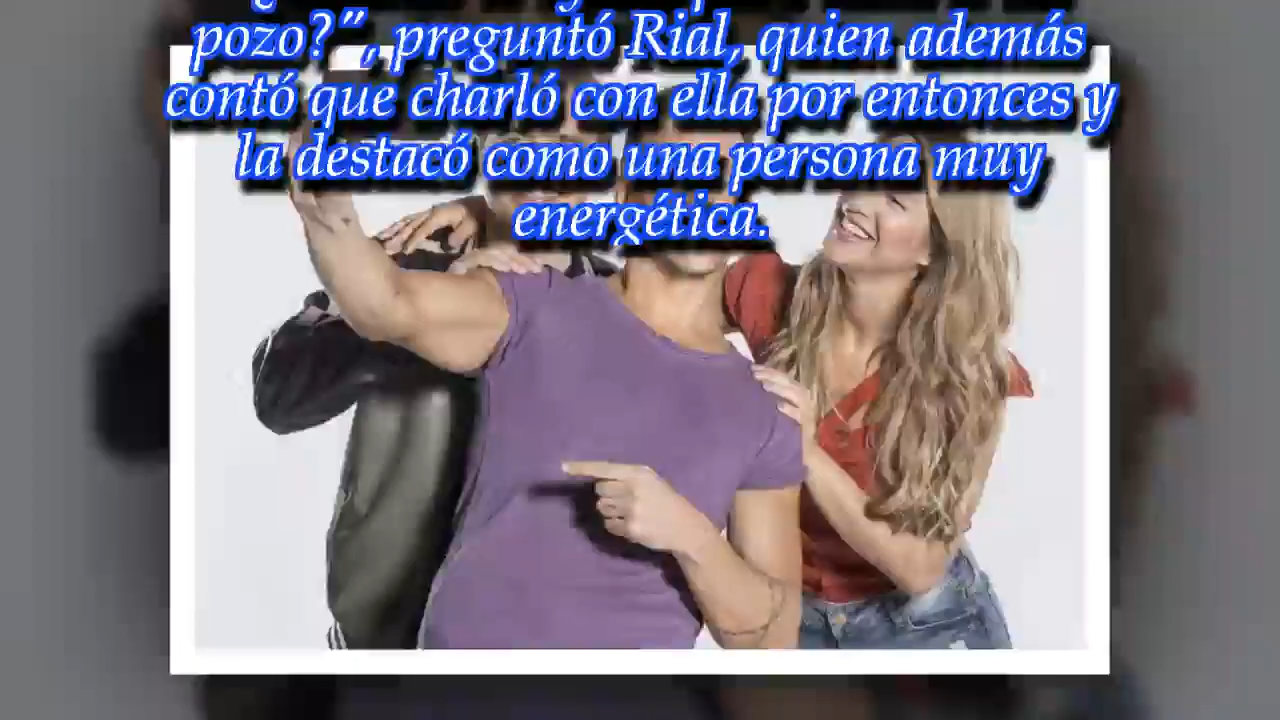 pozo?”, preguntó Rial, quien además
contó que charló con ella por entonces y
la destacó como una persona muy
energética.